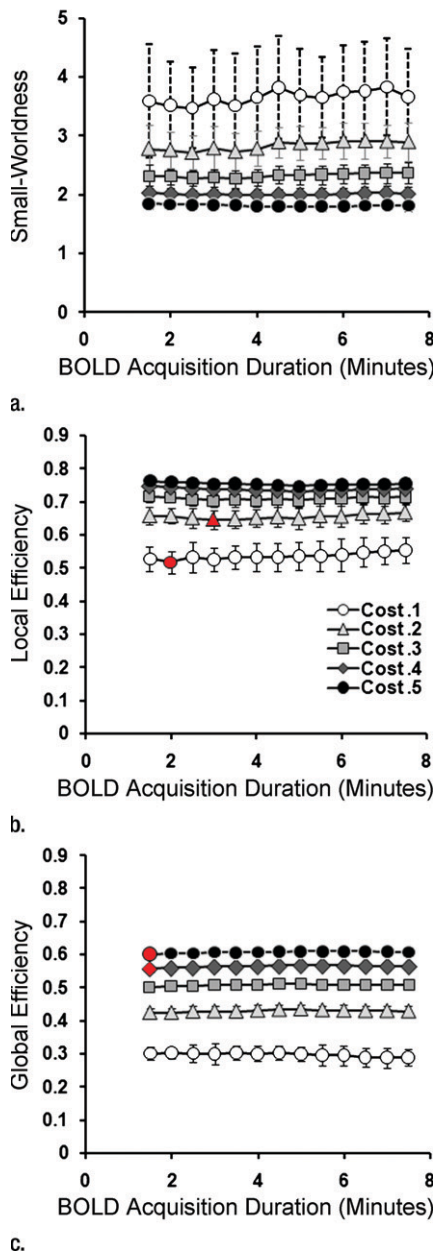 5
4
3
2
1
0
Small-Worldness
0 2 4 6 8
BOLD Acquisition Duration (Minutes)
a.
0.9
0.8
0.7
0.6
0.5
0.4
0.3
0.2
0.1
0
Local Efficiency
Cost.1
Cost.2
Cost.3
Cost.4
Cost.5
0 2 4 6 8
BOLD Acquisition Duration (Minutes)
b.
0.9
0.8
0.7
0.6
0.5
0.4
0.3
0.2
0.1
0
Global Efficiency
0 2 4 6 8
BOLD Acquisition Duration (Minutes)
c.